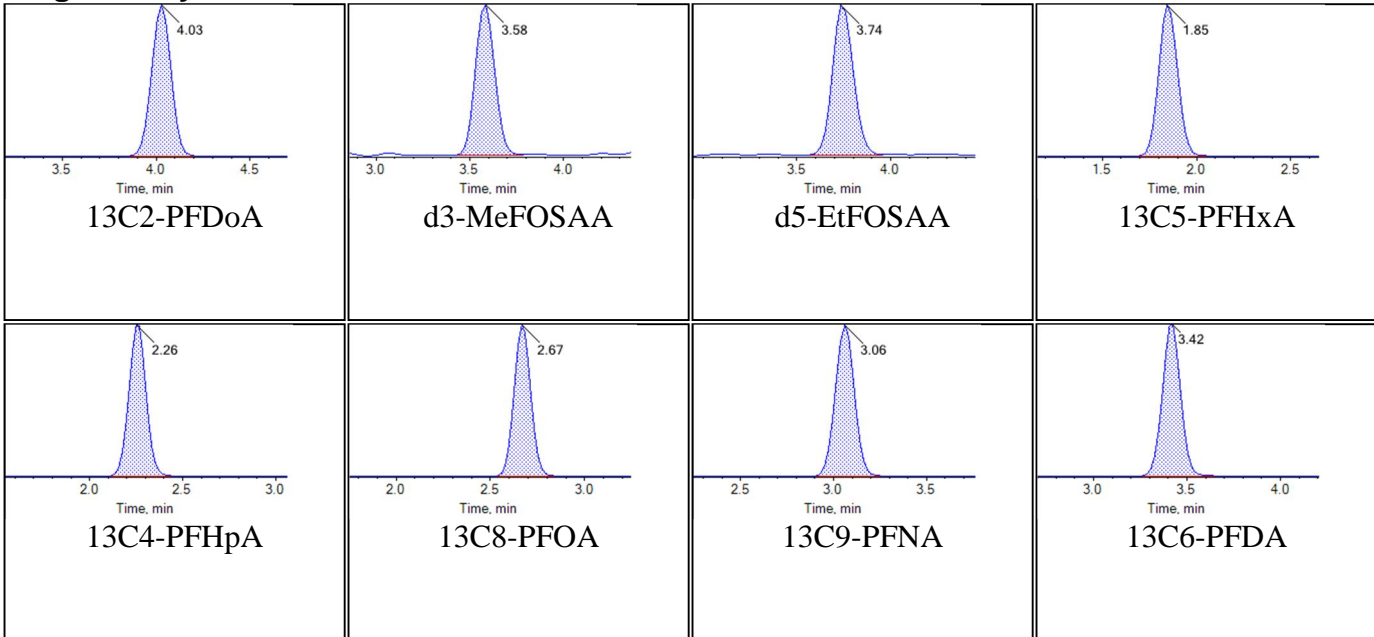 4.03
3.5 4.0 4.5
Time, min
13C2-PFDoA
3.58
3.0 3.5 4.0
Time, min
d3-MeFOSAA
3.74
3.5 4.0
Time, min
d5-EtFOSAA
1.85
1.5 2.0 2.5
Time, min
13C5-PFHxA
2.26
2.0 2.5 3.0
Time, min
13C4-PFHpA
2.67
2.0 2.5 3.0
Time, min
13C8-PFOA
3.06
2.5 3.0 3.5
Time, min
13C9-PFNA
3.42
3.0 3.5 4.0
Time, min
13C6-PFDA